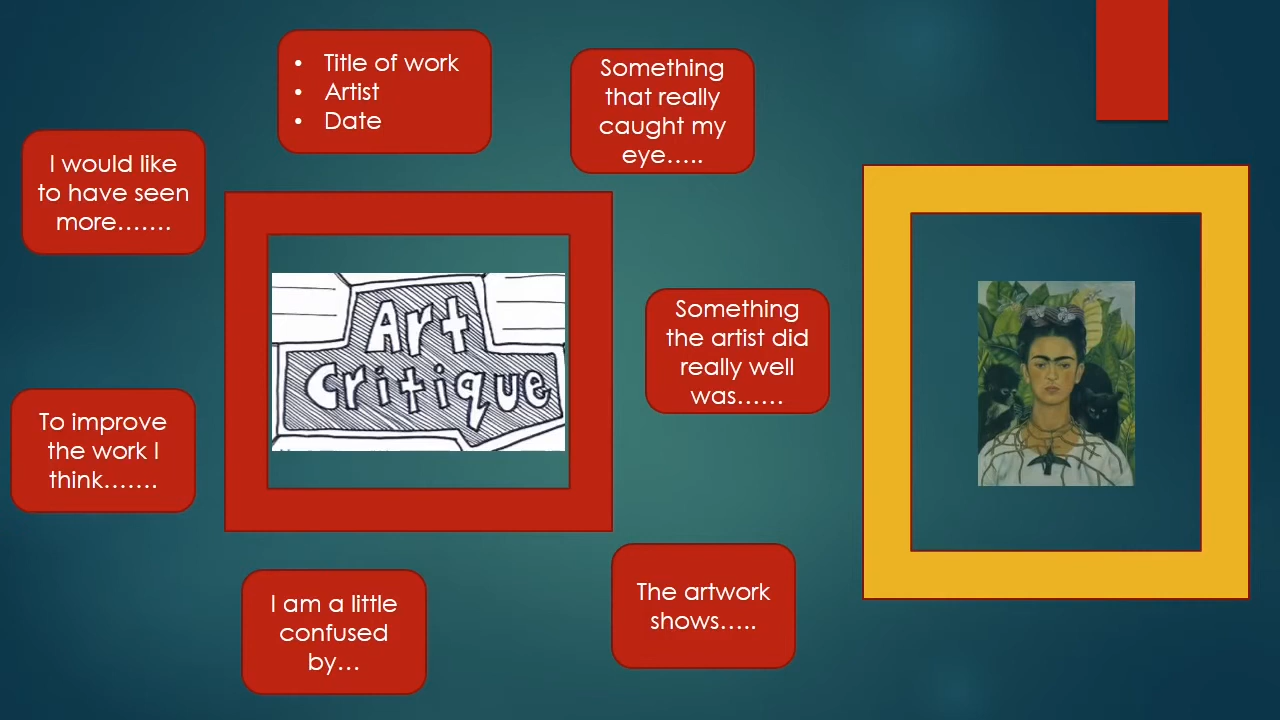 • Title of work
• Artist
• Date
Something
that really
caught my
eye…..
I would like
to have seen
more…….
Art
Critique
Something
the artist did
really well
was……
To improve
the work I
think…….
I am a little
confused
by…
The artwork
shows…..